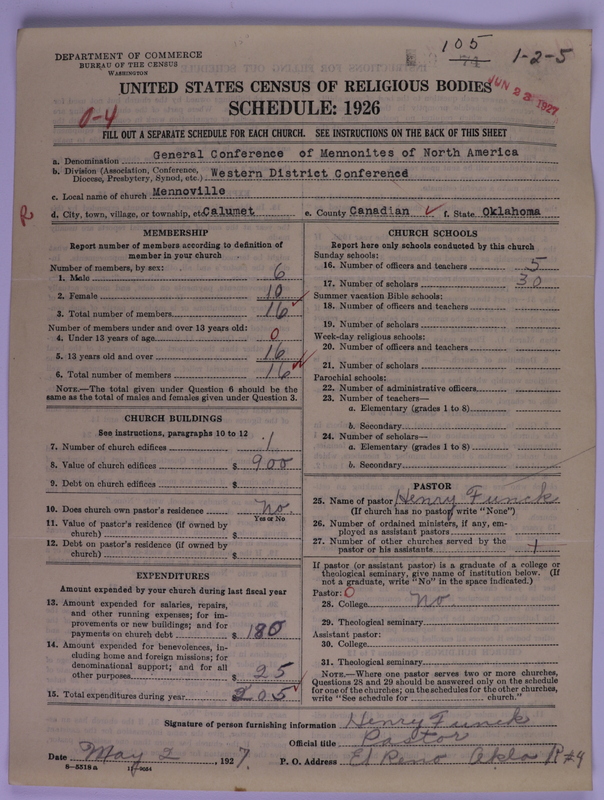 105
71
1-2-5
DEPARTMENT OF COMMERCE
BUREAU OF THE CENSUS
WASHINGTON
UNITED STATES CENSUS OF RELIGIOUS BODIES
JUN 23 1927
SCHEDULE: 1926
0-4
FILL OUT A SEPARATE SCHEDULE FOR EACH CHURCH. SEE INSTRUCTIONS ON THE BACK OF THIS SHEET
a. Denomination General Conference of Mennonites of North America
b. Division (Association, Conference, Diocese, Presbytery, Synod, etc.) Western District Conference
c. Local name of church Mennoville
R
d. City, town, village, or township, etc. Calumet e. County Canadian ✓ f. State Oklahoma
MEMBERSHIP
Report number of members according to definition of
member in your church
Number of members, by sex:
1. Male 6
2. Female 10
3. Total number of members 16 ✓
Number of members under and over 13 years old:
4. Under 13 years of age 0
5. 13 years old and over 16
6. Total number of members 16 ✓
NOTE.—The total given under Question 6 should be the
same as the total of males and females given under Question 3.
CHURCH BUILDINGS
See instructions, paragraphs 10 to 12
7. Number of church edifices 1
8. Value of church edifices $ 900
9. Debt on church edifices $
10. Does church own pastor's residence No
Yes or No
11. Value of pastor's residence (if owned by
church) $
12. Debt on pastor's residence (if owned by
church) $
EXPENDITURES
Amount expended by your church during last fiscal year
13. Amount expended for salaries, repairs,
and other running expenses; for im-
provements or new buildings; and for
payments on church debt $ 180
14. Amount expended for benevolences, in-
cluding home and foreign missions; for
denominational support; and for all
other purposes $ 25
15. Total expenditures during year $ 205 ✓
CHURCH SCHOOLS
Report here only schools conducted by this church
Sunday schools:
16. Number of officers and teachers 5
17. Number of scholars 30
Summer vacation Bible schools:
18. Number of officers and teachers
19. Number of scholars
Week-day religious schools:
20. Number of officers and teachers
21. Number of scholars
Parochial schools:
22. Number of administrative officers
23. Number of teachers—
a. Elementary (grades 1 to 8)
b. Secondary
24. Number of scholars—
a. Elementary (grades 1 to 8)
b. Secondary
PASTOR
25. Name of pastor Henry Funck
(If church has no pastor, write "None")
26. Number of ordained ministers, if any, em-
ployed as assistant pastors
27. Number of other churches served by the
pastor or his assistants 1
If pastor (or assistant pastor) is a graduate of a college or
theological seminary, give name of institution below. (If
not a graduate, write "No" in the space indicated.)
Pastor: 0
28. College No
29. Theological seminary
Assistant pastor:
30. College
31. Theological seminary
NOTE.—Where one pastor serves two or more churches,
Questions 28 and 29 should be answered only on the schedule
for one of the churches; on the schedules for the other churches,
write "See schedule for church."
Signature of person furnishing information Henry Funck
Official title Pastor
Date May 2, 1927. P. O. Address El Reno Okla R#4
8—5518a